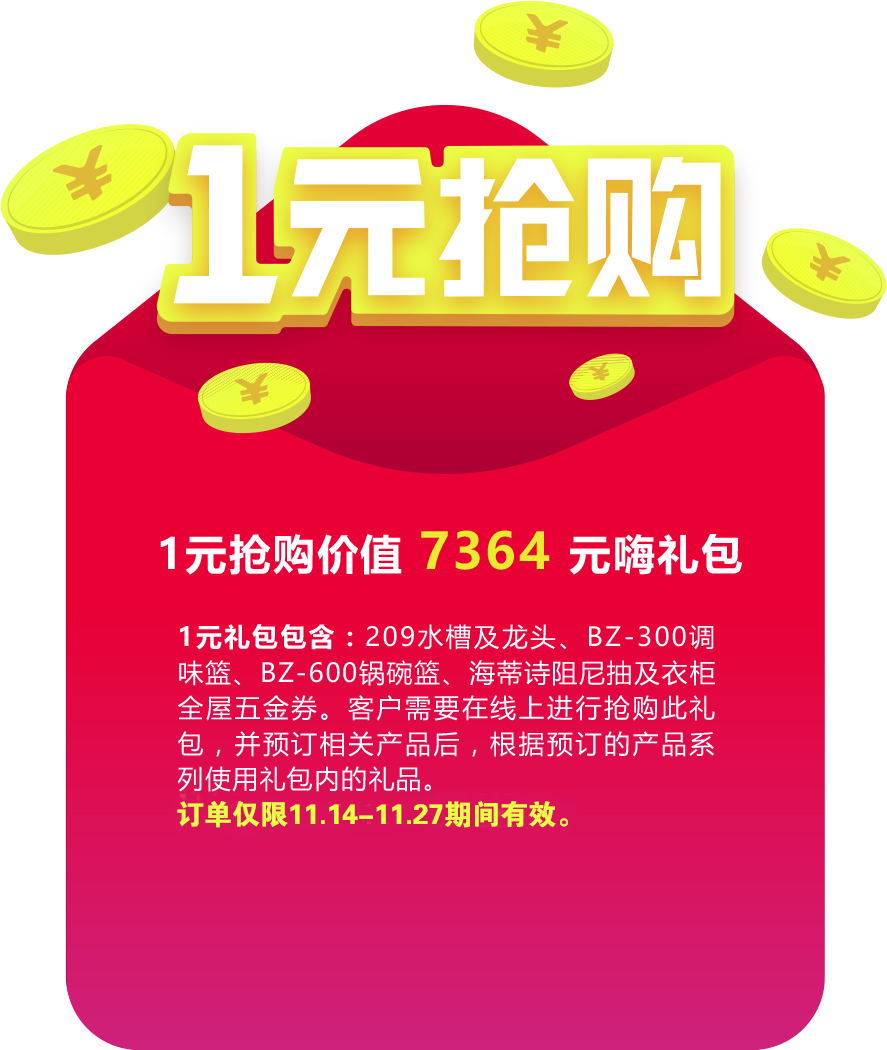 1元抢购
1元抢购价值 7364 元嗨礼包
1元礼包包含：209水槽及龙头、BZ-300调
味篮、BZ-600锅碗篮、海蒂诗阻尼抽及衣柜
全屋五金券。客户需要在线上进行抢购此礼
包，并预订相关产品后，根据预订的产品系
列使用礼包内的礼品。
订单仅限11.14–11.27期间有效。